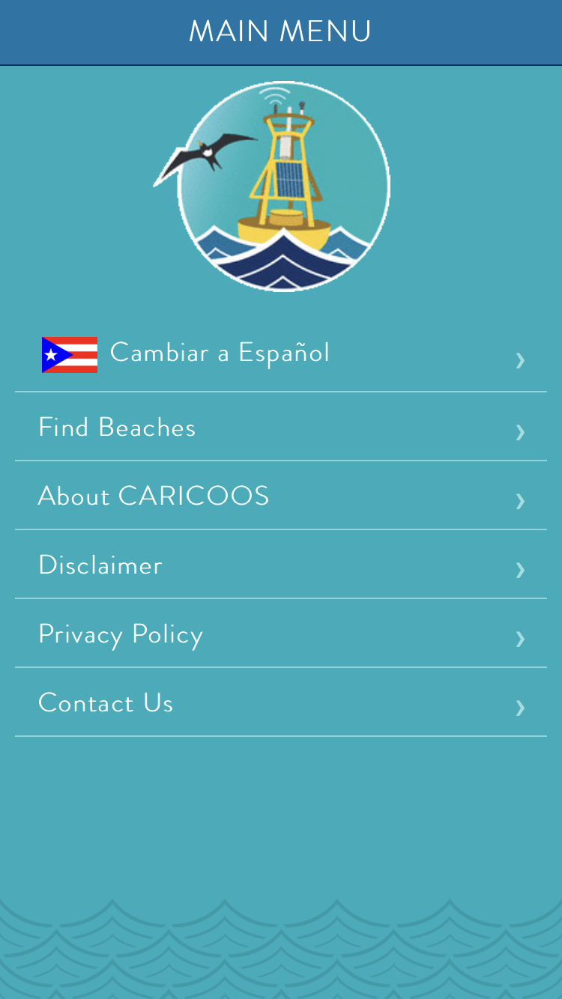 MAIN MENU
Cambiar a Español
Find Beaches
About CARICOOS
Disclaimer
Privacy Policy
Contact Us